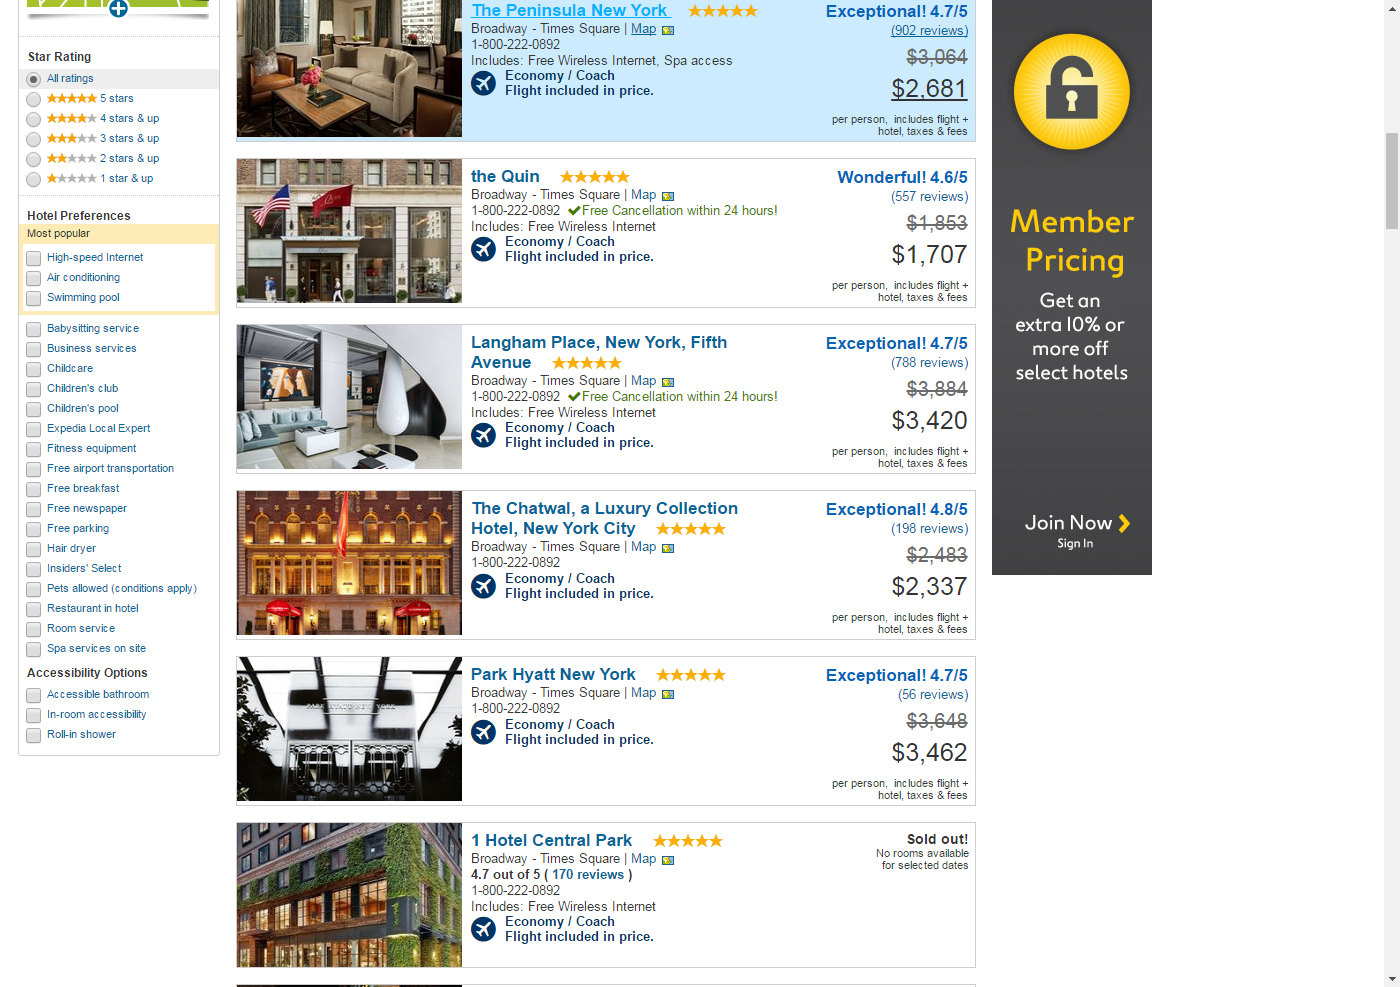 Star Rating
All ratings
5 stars
4 stars & up
3 stars & up
2 stars & up
1 star & up
Hotel Preferences
Most popular
High-speed Internet
Air conditioning
Swimming pool
Babysitting service
Business services
Childcare
Children's club
Children's pool
Expedia Local Expert
Fitness equipment
Free airport transportation
Free breakfast
Free newspaper
Free parking
Hair dryer
Insiders' Select
Pets allowed (conditions apply)
Restaurant in hotel
Room service
Spa services on site
Accessibility Options
Accessible bathroom
In-room accessibility
Roll-in shower
The Peninsula New York
Broadway - Times Square | Map
1-800-222-0892
Includes: Free Wireless Internet, Spa access
Economy / Coach
Flight included in price.
Exceptional! 4.7/5
(902 reviews)
$3,064
$2,681
per person, includes flight +
hotel, taxes & fees
the Quin
Broadway - Times Square | Map
1-800-222-0892 Free Cancellation within 24 hours!
Includes: Free Wireless Internet
Economy / Coach
Flight included in price.
Wonderful! 4.6/5
(557 reviews)
$1,853
$1,707
per person, includes flight +
hotel, taxes & fees
Langham Place, New York, Fifth
Avenue
Broadway - Times Square | Map
1-800-222-0892 Free Cancellation within 24 hours!
Includes: Free Wireless Internet
Economy / Coach
Flight included in price.
Exceptional! 4.7/5
(788 reviews)
$3,884
$3,420
per person, includes flight +
hotel, taxes & fees
The Chatwal, a Luxury Collection
Hotel, New York City
Broadway - Times Square | Map
1-800-222-0892
Economy / Coach
Flight included in price.
Exceptional! 4.8/5
(198 reviews)
$2,483
$2,337
per person, includes flight +
hotel, taxes & fees
PARK HYATT NEW YORK
Park Hyatt New York
Broadway - Times Square | Map
1-800-222-0892
Economy / Coach
Flight included in price.
Exceptional! 4.7/5
(56 reviews)
$3,648
$3,462
per person, includes flight +
hotel, taxes & fees
1 Hotel Central Park
Broadway - Times Square | Map
4.7 out of 5 ( 170 reviews )
1-800-222-0892
Includes: Free Wireless Internet
Economy / Coach
Flight included in price.
Sold out!
No rooms available
for selected dates
Member
Pricing
Get an
extra 10% or
more off
select hotels
Join Now
Sign In